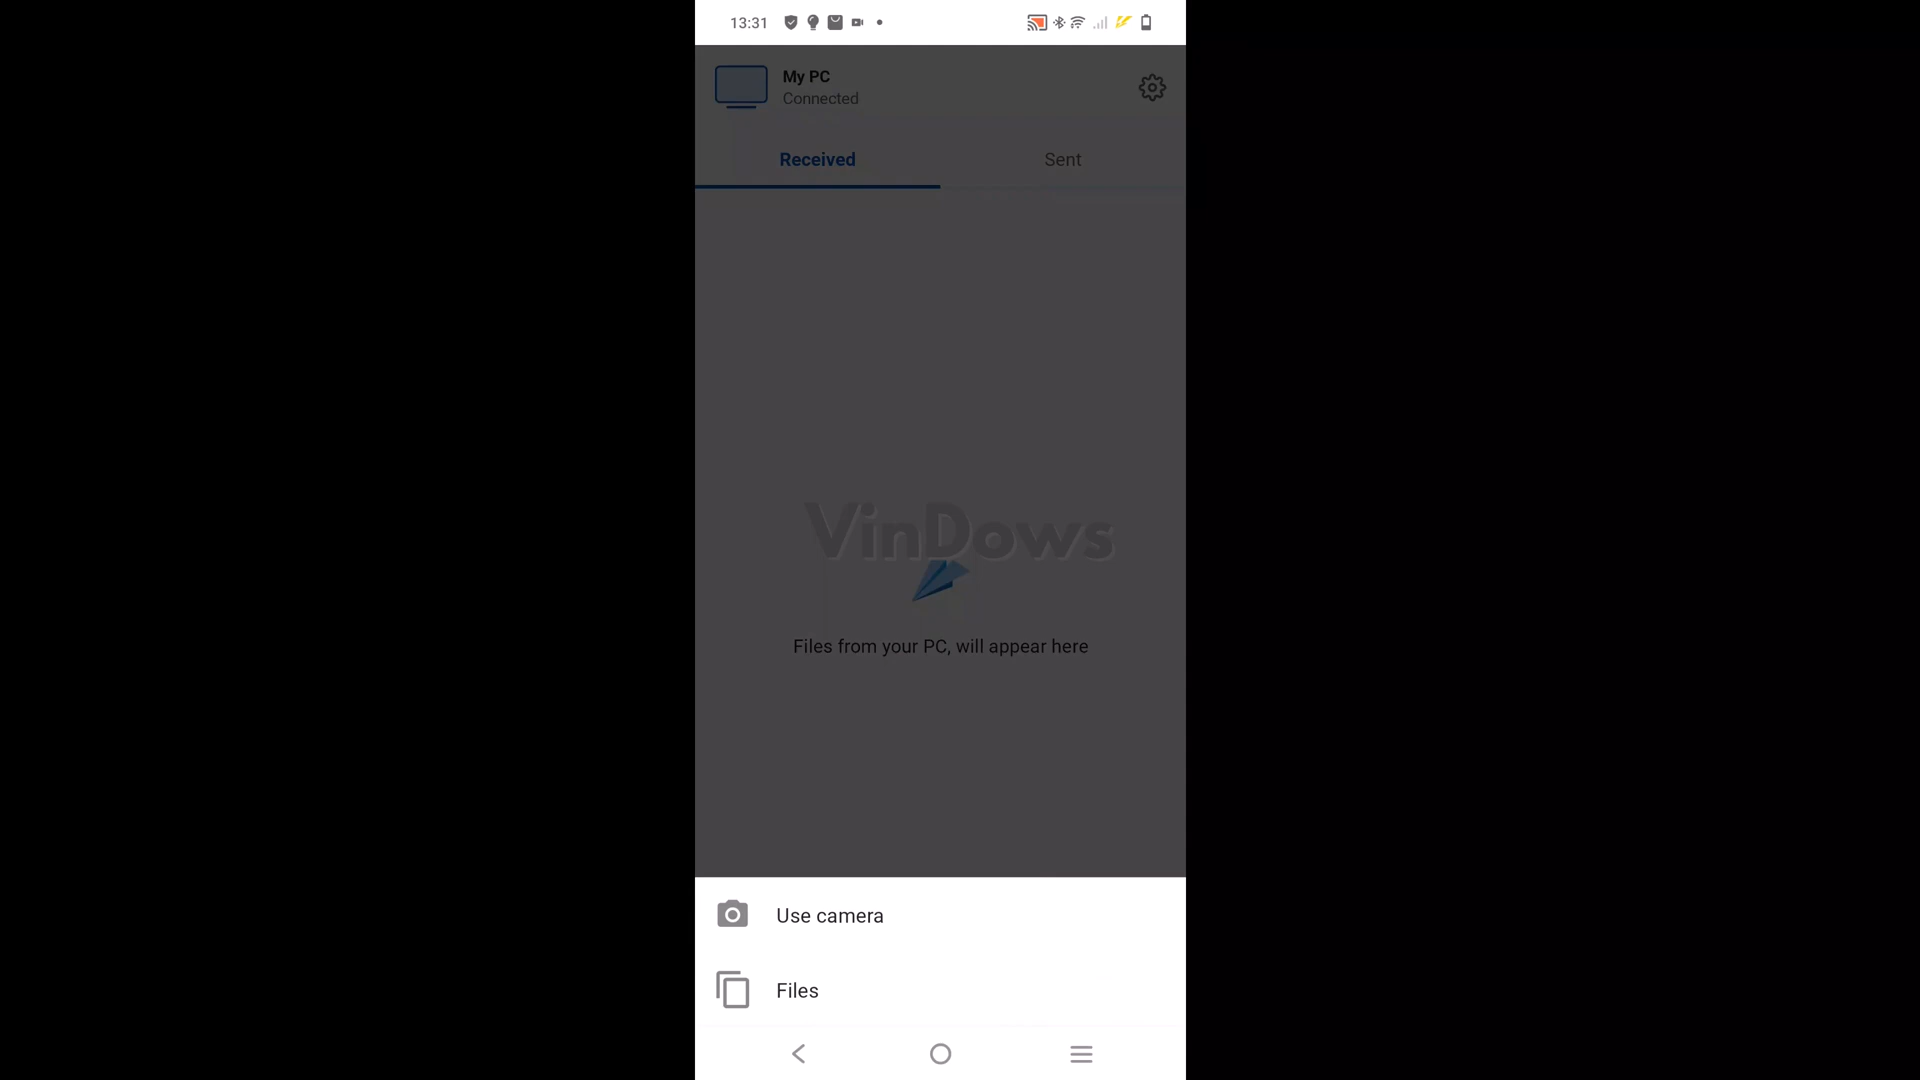 13:31
My PC
Connected
Received
Sent
VinDows
Files from your PC, will appear here
Use camera
Files